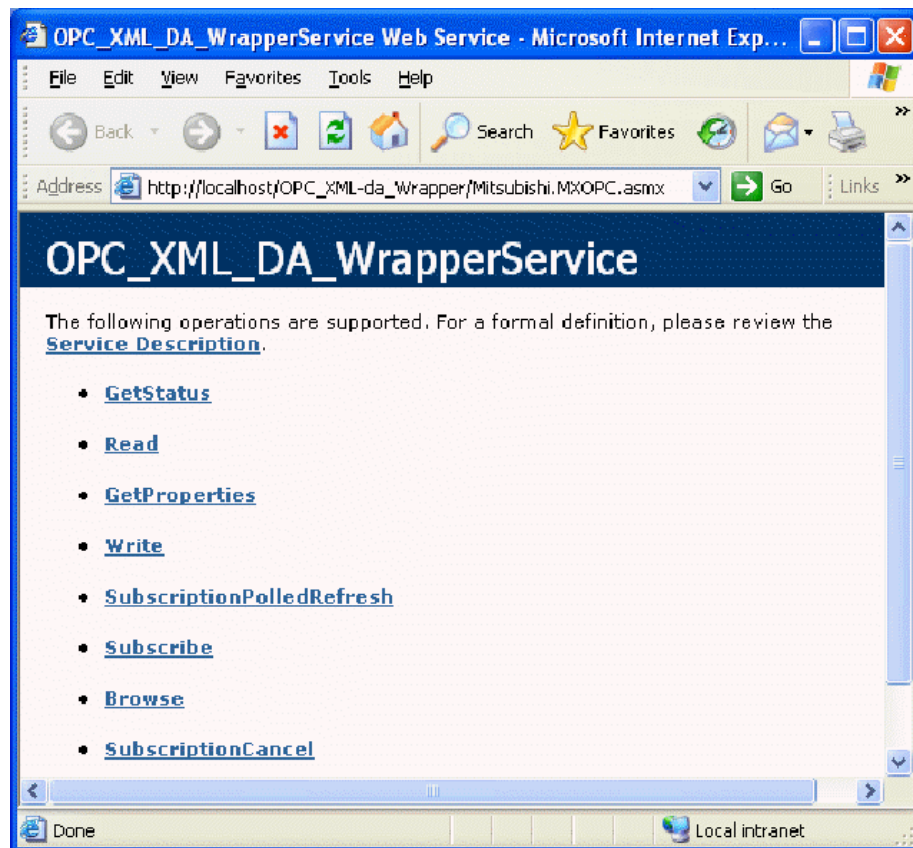 OPC_XML_DA_WrapperService Web Service - Microsoft Internet Exp...
File Edit View Favorites Tools Help
Back Search Favorites »
Address http://localhost/OPC_XML-da_Wrapper/Mitsubishi.MXOPC.asmx Go Links »
OPC_XML_DA_WrapperService
The following operations are supported. For a formal definition, please review the
Service Description.
• GetStatus
• Read
• GetProperties
• Write
• SubscriptionPolledRefresh
• Subscribe
• Browse
• SubscriptionCancel
Done Local intranet